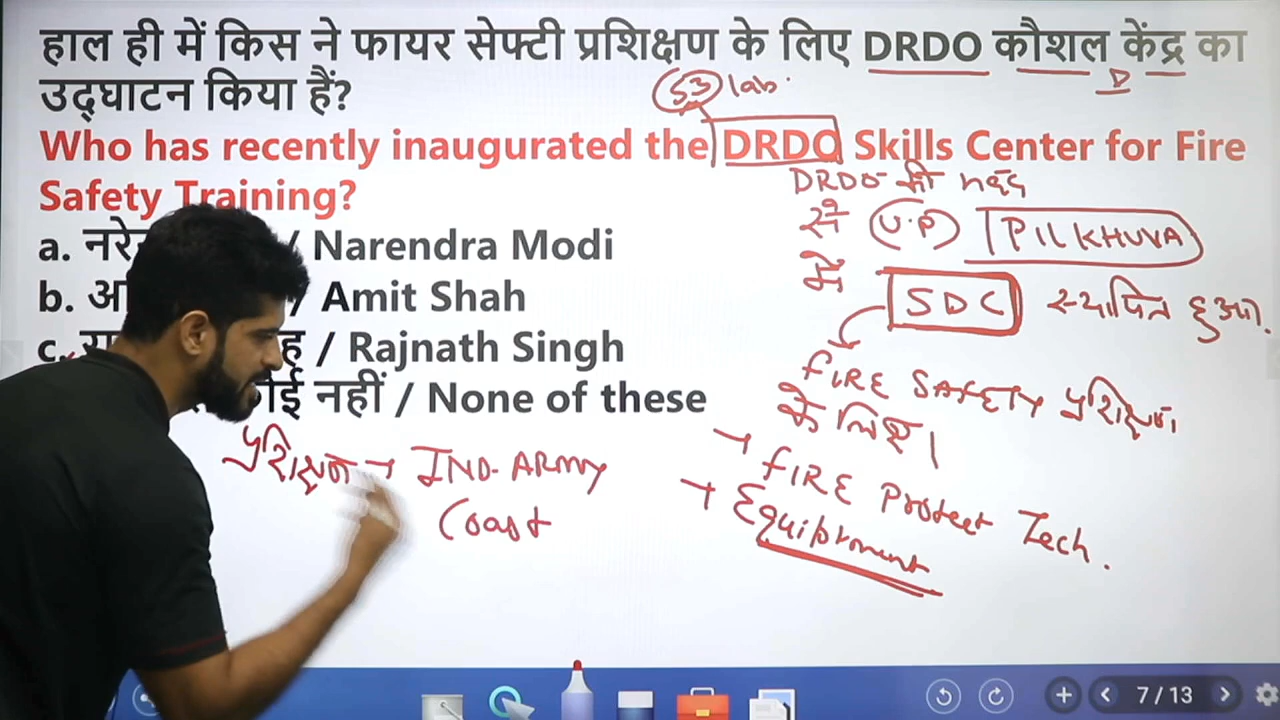 हाल ही में किस ने फायर सेफ्टी प्रशिक्षण के लिए DRDO कौशल केंद्र का
उद्घाटन किया हैं?
53 lab.
Who has recently inaugurated the DRDO Skills Center for Fire
Safety Training?
DRDO की मदद
से U.P PILKHUVA
a. / Narendra Modi
में SDC स्थापित हुआ.
b. / Amit Shah
c. / Rajnath Singh
FIRE SAFETY प्रशिक्षण
के लिए।
कोई नहीं / None of these
प्रशिक्षण → IND-ARMY
Coast
→ FIRE Protect Tech.
→ Equipment
7 / 13